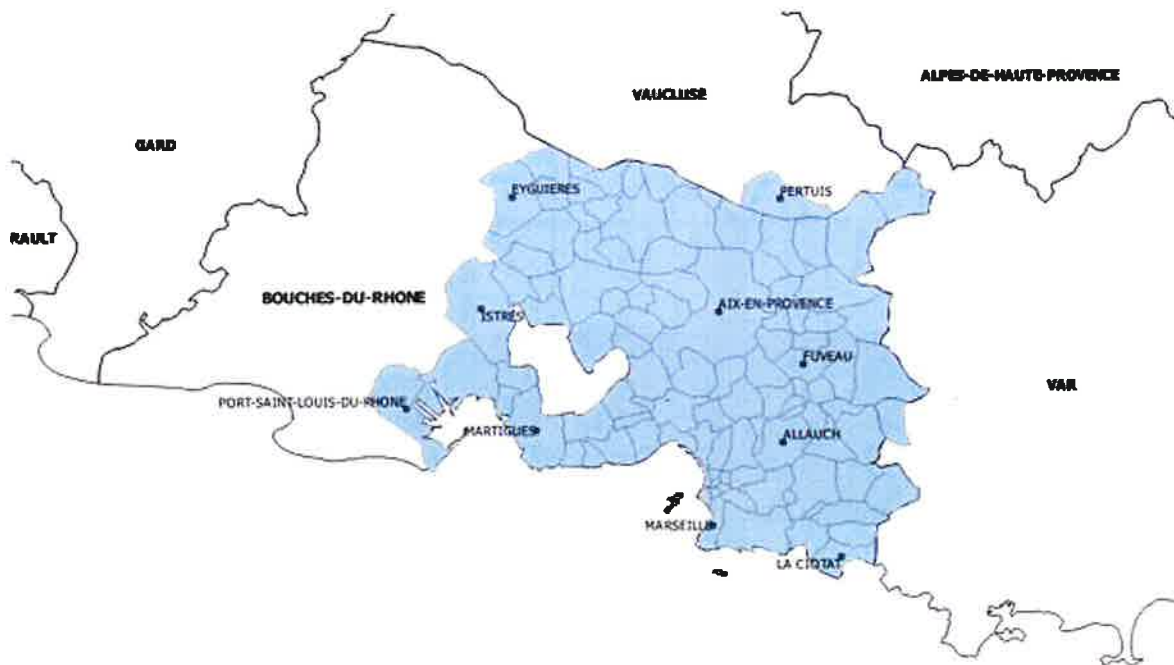 ALPES-DE-HAUTE-PROVENCE
VAUCLUSE
GARD
EYGUIERES
PERTUIS
RAULT
BOUCHES-DU-RHONE
ISTRES
AIX-EN-PROVENCE
FUVEAU
VAR
PORT-SAINT-LOUIS-DU-RHONE
MARTIGUES
ALLAUCH
MARSEILLE
LA CIOTAT